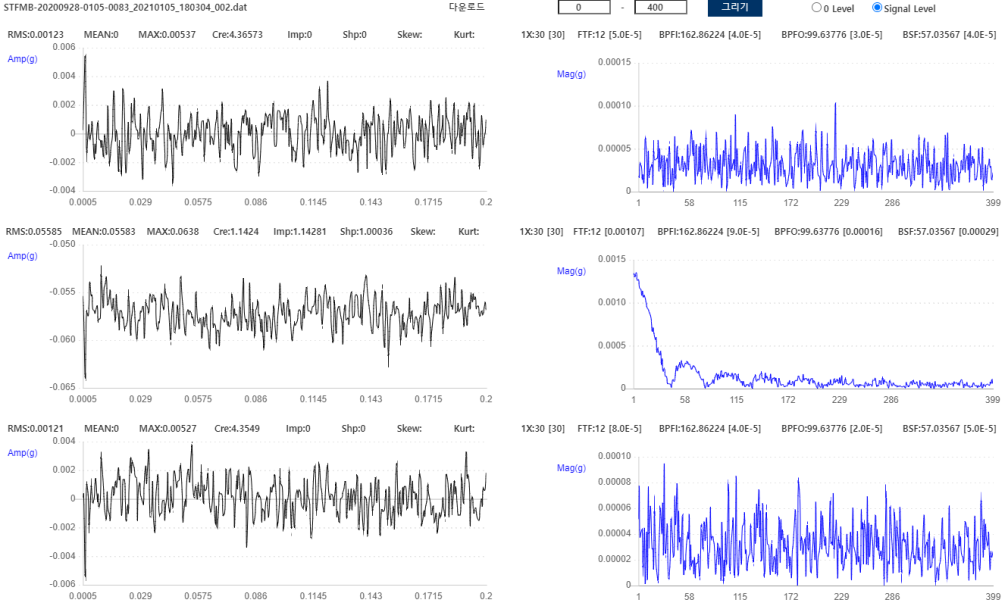 STFMB-20200928-0105-0083_20210105_180304_002.dat 다운로드 0 - 400 그리기 0 Level Signal Level
RMS:0.00123 MEAN:0 MAX:0.00537 Cre:4.36573 Imp:0 Shp:0 Skew: Kurt:
0.006
Amp(g)
0.004
0.002
0
-0.002
-0.004
0.0005 0.029 0.0575 0.086 0.1145 0.143 0.1715 0.2
1X:30 [30] FTF:12 [5.0E-5] BPFI:162.86224 [4.0E-5] BPFO:99.63776 [3.0E-5] BSF:57.03567 [4.0E-5]
0.00015
Mag(g)
0.00010
0.00005
0
1 58 115 172 229 286 399
RMS:0.05585 MEAN:0.05583 MAX:0.0638 Cre:1.1424 Imp:1.14281 Shp:1.00036 Skew: Kurt:
-0.050
Amp(g)
-0.055
-0.060
-0.065
0.0005 0.029 0.0575 0.086 0.1145 0.143 0.1715 0.2
1X:30 [30] FTF:12 [0.00107] BPFI:162.86224 [9.0E-5] BPFO:99.63776 [0.00016] BSF:57.03567 [0.00029]
0.0015
Mag(g)
0.0010
0.0005
0
1 58 115 172 229 286 399
RMS:0.00121 MEAN:0 MAX:0.00527 Cre:4.3549 Imp:0 Shp:0 Skew: Kurt:
0.004
Amp(g)
0.002
0
-0.002
-0.004
-0.006
0.0005 0.029 0.0575 0.086 0.1145 0.143 0.1715 0.2
1X:30 [30] FTF:12 [8.0E-5] BPFI:162.86224 [4.0E-5] BPFO:99.63776 [2.0E-5] BSF:57.03567 [5.0E-5]
0.00010
Mag(g)
0.00008
0.00006
0.00004
0.00002
0
1 58 115 172 229 286 399